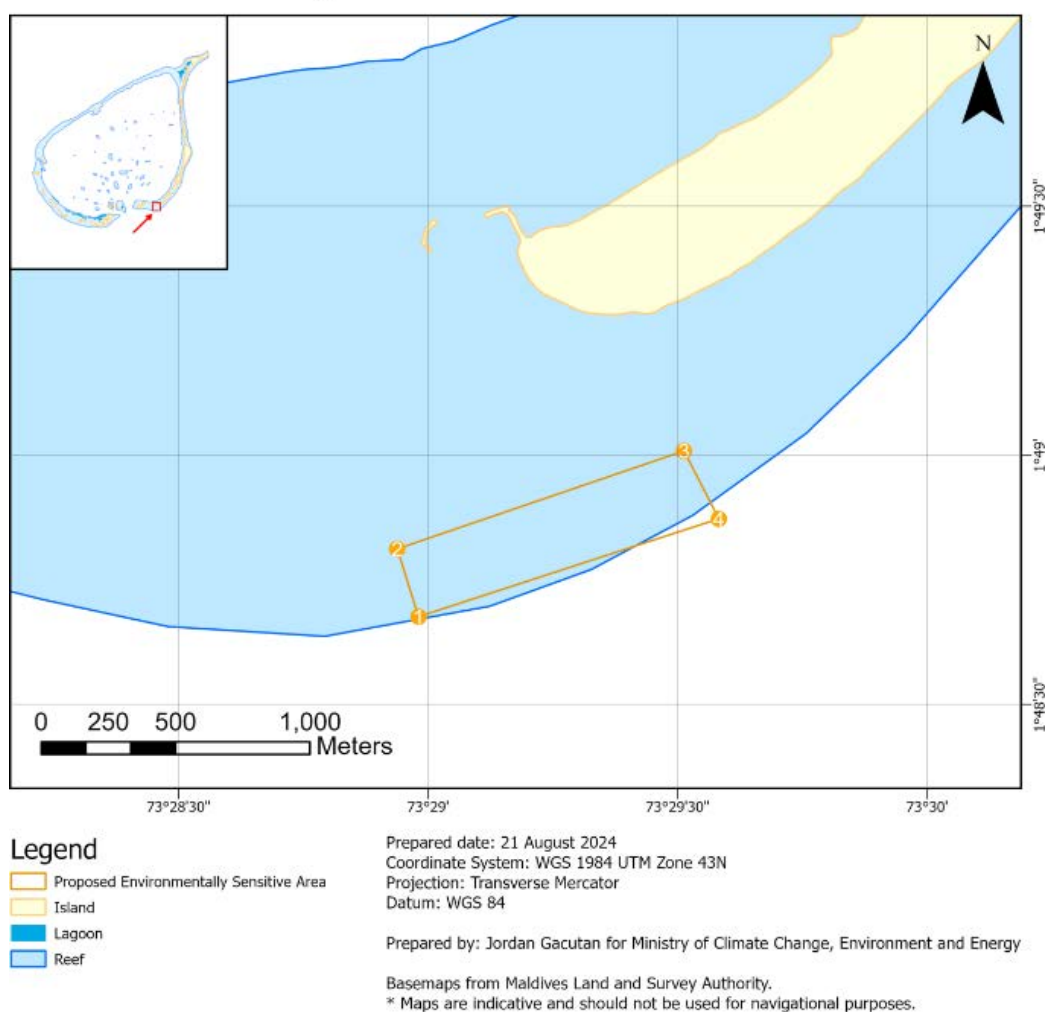 N
1°49'30"
1°49'
1°48'30"
3
2
4
1
0 250 500 1,000
Meters
73°28'30" 73°29' 73°29'30" 73°30'
Legend
Proposed Environmentally Sensitive Area
Island
Lagoon
Reef
Prepared date: 21 August 2024
Coordinate System: WGS 1984 UTM Zone 43N
Projection: Transverse Mercator
Datum: WGS 84
Prepared by: Jordan Gacutan for Ministry of Climate Change, Environment and Energy
Basemaps from Maldives Land and Survey Authority.
* Maps are indicative and should not be used for navigational purposes.